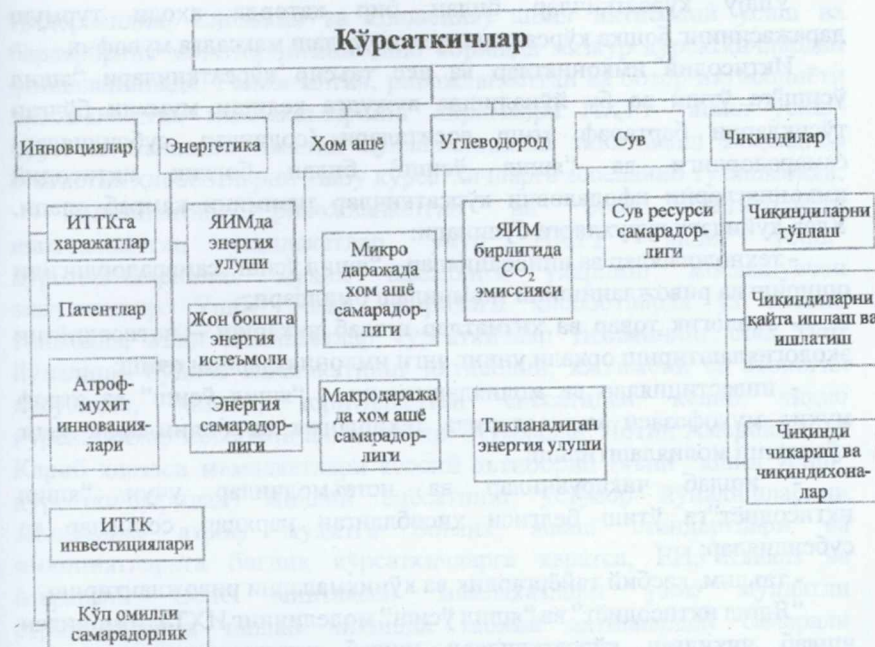 Кўрсаткичлар
Инновциялар
Энергетика
Хом ашё
Углеводород
Сув
Чиқиндилар
ИТТКга
харажатлар
Патентлар
Атроф-
муҳит
инновация-
лари
ИТТК
инвестициялари
Кўп омилли
самарадорлик
ЯИМда
энергия
улуши
Жон бошига
энергия
истеъмоли
Энергия
самарадор-
лиги
Микро
даражада
хом ашё
самарадор-
лиги
Макродаража
да хом ашё
самарадор-
лиги
ЯИМ
бирлигида
CO₂
эмиссияси
Тикланадиган
энергия улуши
Сув ресурси
самарадор-
лиги
Чиқиндиларни
тўплаш
Чиқиндиларни
қайта ишлаш ва
ишлатиш
Чиқинди
чиқариш ва
чиқиндихона-
лар